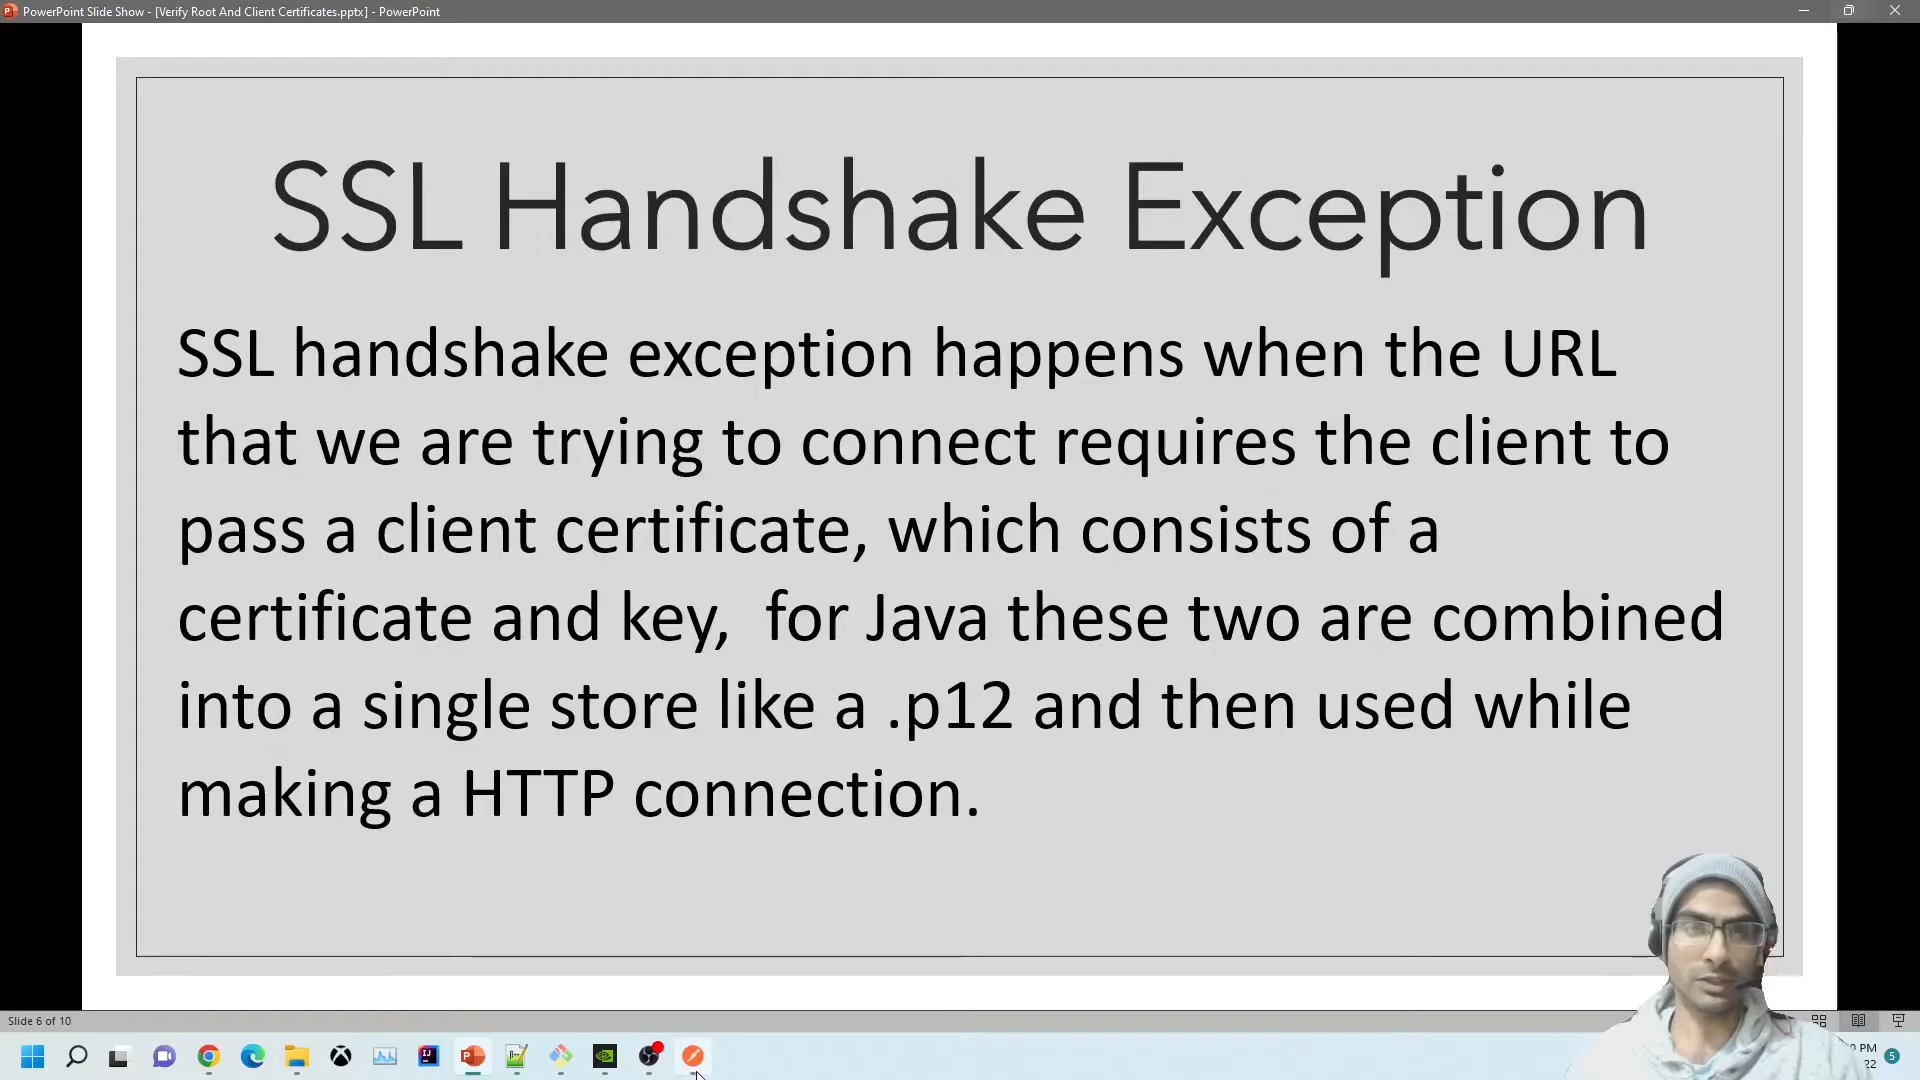 PowerPoint Slide Show - [Verify Root And Client Certificates.pptx] - PowerPoint
SSL Handshake Exception
SSL handshake exception happens when the URL
that we are trying to connect requires the client to
pass a client certificate, which consists of a
certificate and key,  for Java these two are combined
into a single store like a .p12 and then used while
making a HTTP connection.
Slide 6 of 10
PM
22
5